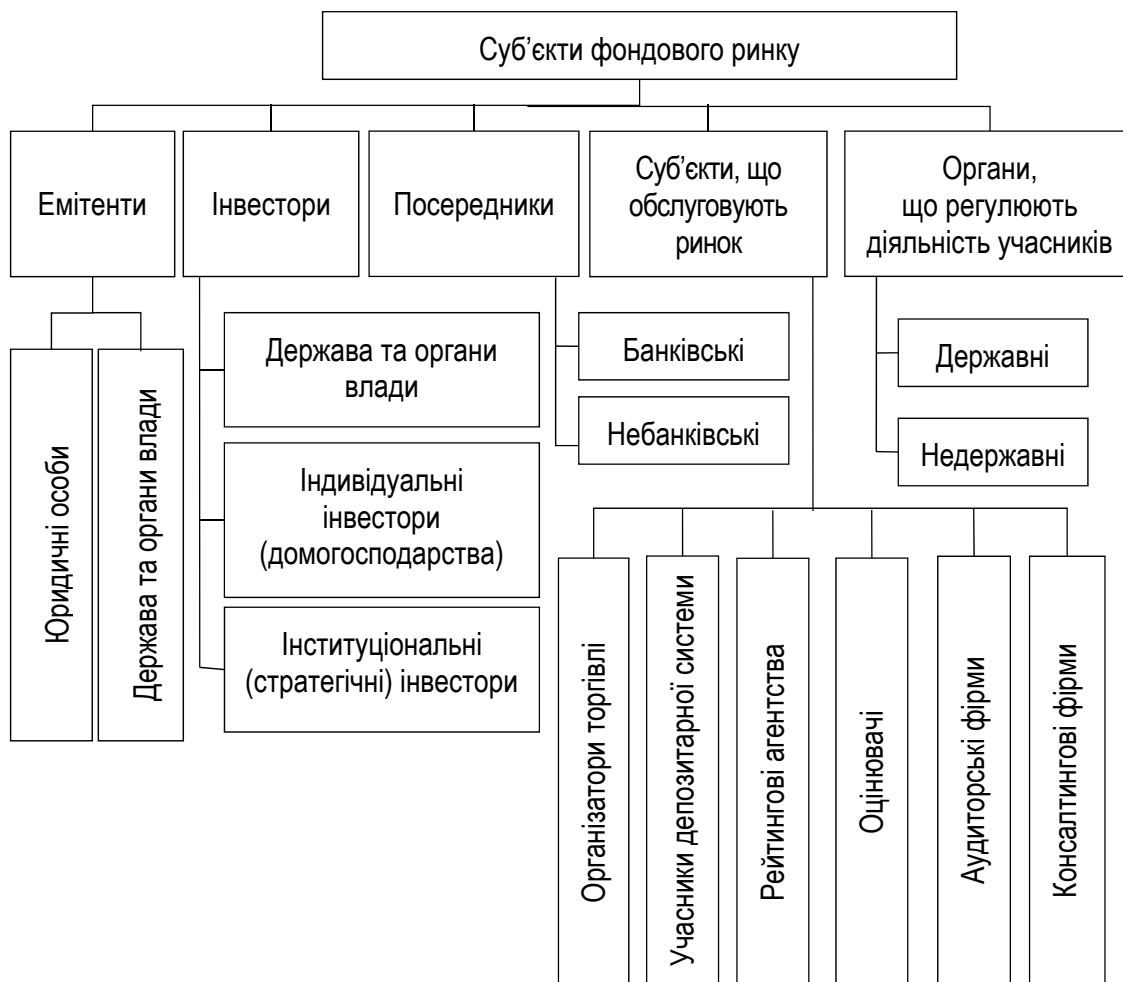 Суб’єкти фондового ринку
Емітенти
Інвестори
Посередники
Суб’єкти, що
обслуговують
ринок
Органи,
що регулюють
діяльність учасників
Юридичні особи
Держава та органи влади
Держава та органи
влади
Індивідуальні
інвестори
(домогосподарства)
Інституціональні
(стратегічні) інвестори
Банківські
Небанківські
Державні
Недержавні
Організатори торгівлі
Учасники депозитарної системи
Рейтингові агентства
Оцінювачі
Аудиторські фірми
Консалтингові фірми